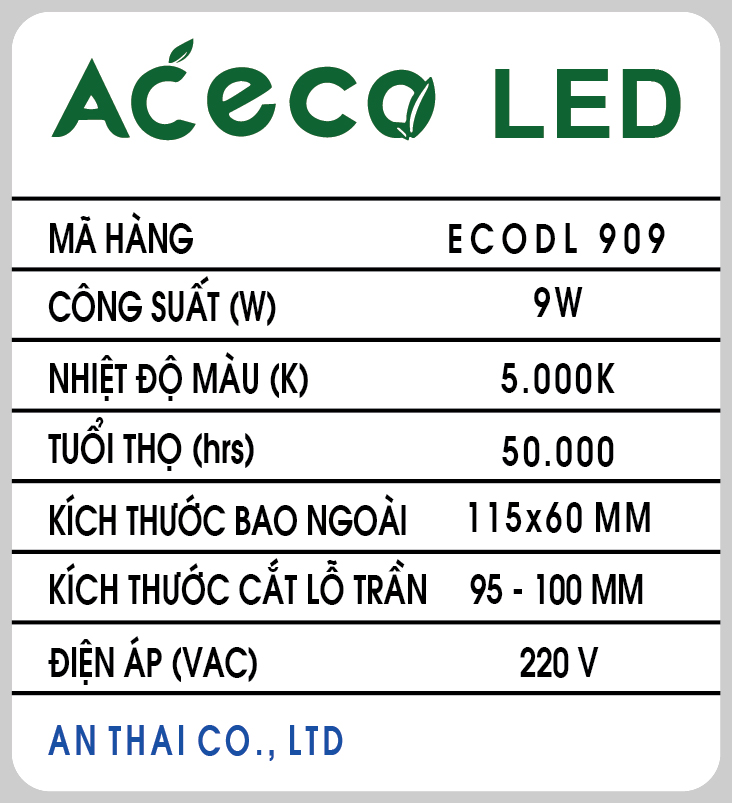 Aceco LED
MÃ HÀNG ECODL 909
CÔNG SUẤT (W) 9W
NHIỆT ĐỘ MÀU (K) 5.000K
TUỔI THỌ (hrs) 50.000
KÍCH THƯỚC BAO NGOÀI 115x60 MM
KÍCH THƯỚC CẮT LỖ TRẦN 95 - 100 MM
ĐIỆN ÁP (VAC) 220 V
AN THAI CO., LTD